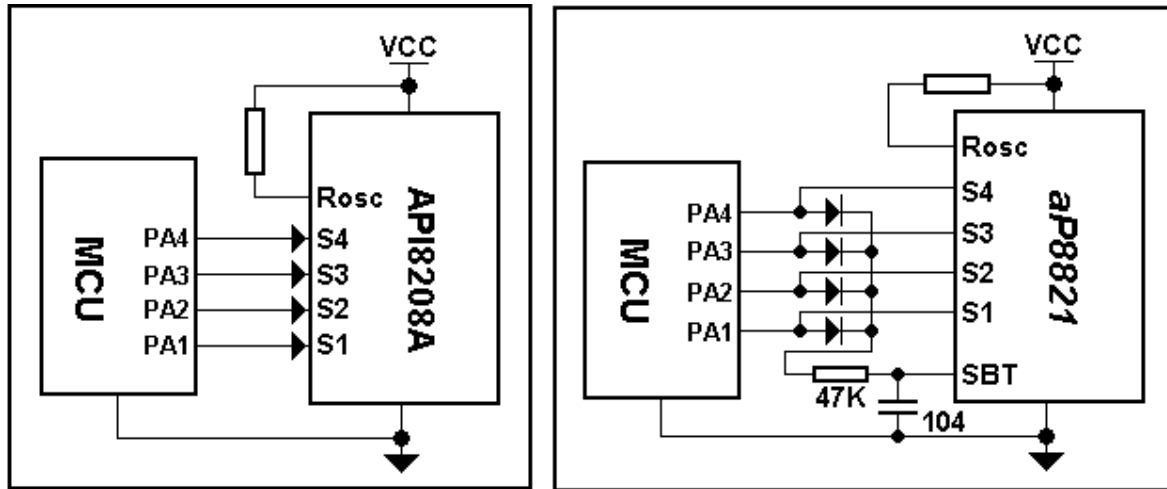 VCC
Rosc
API8208A
MCU
PA4
S4
PA3
S3
PA2
S2
PA1
S1
VCC
Rosc
aP8821
S4
MCU
PA4
S3
PA3
S2
PA2
S1
PA1
SBT
47K
104